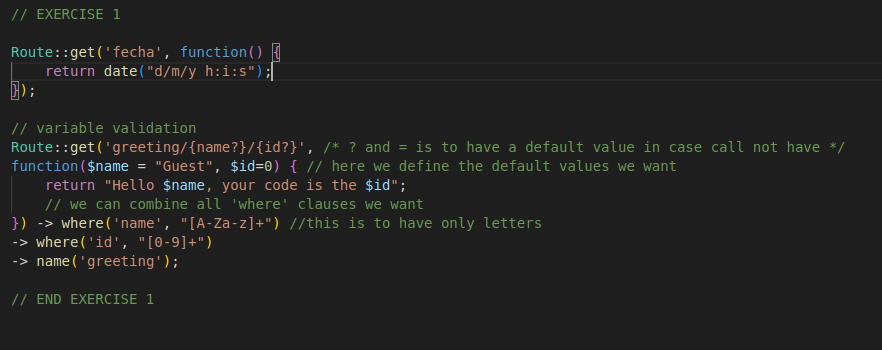 // EXERCISE 1
Route::get('fecha', function() {
    return date("d/m/y h:i:s");
});
// variable validation
Route::get('greeting/{name?}/{id?}', /* ? and = is to have a default value in case call not have */
function($name = "Guest", $id=0) { // here we define the default values we want
    return "Hello $name, your code is the $id";
    // we can combine all 'where' clauses we want
}) -> where('name', "[A-Za-z]+") //this is to have only letters
-> where('id', "[0-9]+")
-> name('greeting');
// END EXERCISE 1